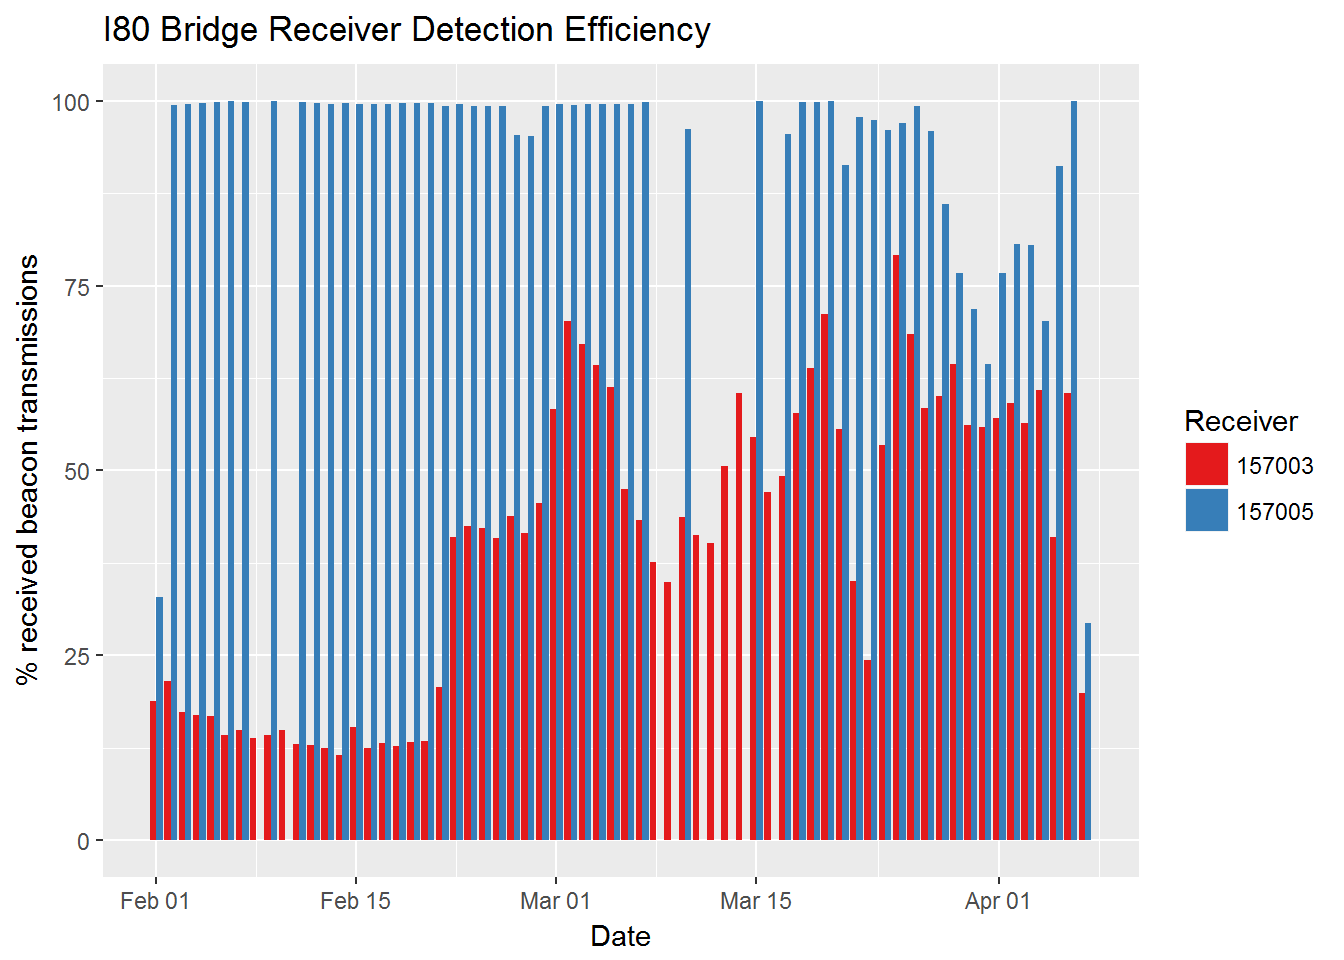 I80 Bridge Receiver Detection Efficiency
% received beacon transmissions
100
75
50
25
0
Feb 01
Feb 15
Mar 01
Mar 15
Apr 01
Date
Receiver
157003
157005